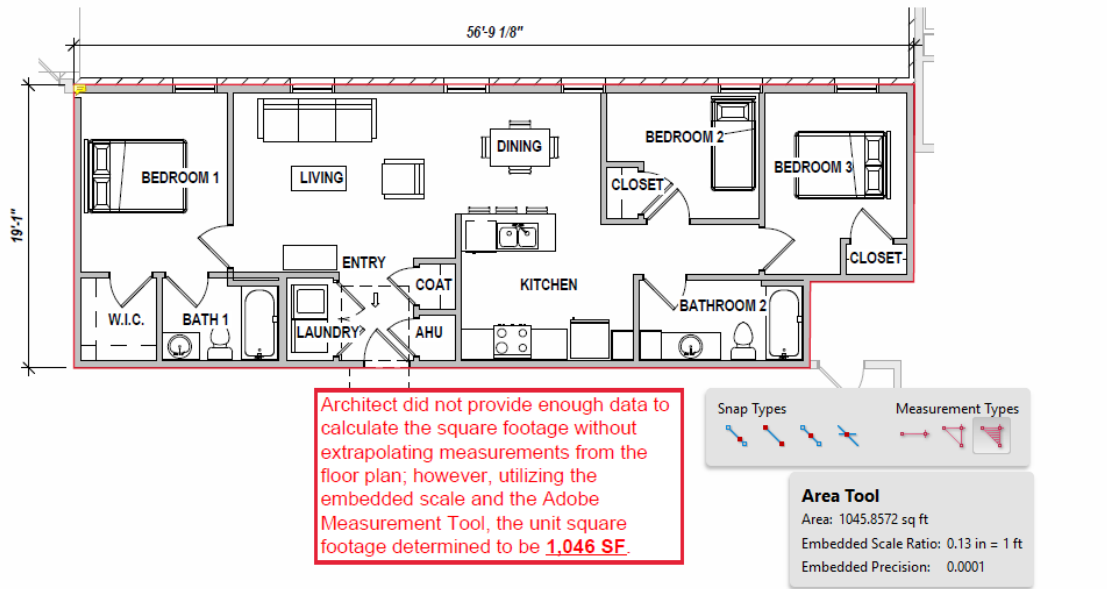 56'-9 1/8"
19'-1"
BEDROOM 1
LIVING
DINING
BEDROOM 2
CLOSET
BEDROOM 3
CLOSET
ENTRY
COAT
KITCHEN
W.I.C.
BATH 1
LAUNDRY
AHU
BATHROOM 2
Architect did not provide enough data to
calculate the square footage without
extrapolating measurements from the
floor plan; however, utilizing the
embedded scale and the Adobe
Measurement Tool, the unit square
footage determined to be 1,046 SF.
Snap Types
Measurement Types
Area Tool
Area: 1045.8572 sq ft
Embedded Scale Ratio: 0.13 in = 1 ft
Embedded Precision: 0.0001